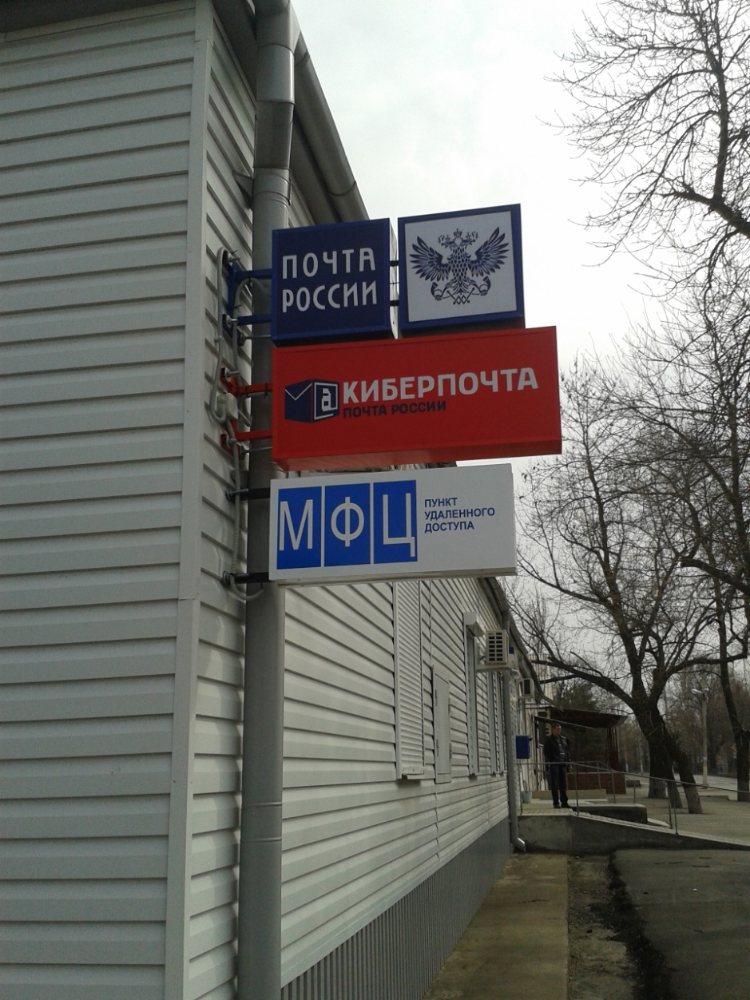 ПОЧТА
РОССИИ
КИБЕРПОЧТА
ПОЧТА РОССИИ
МФЦ
ПУНКТ
УДАЛЕННОГО
ДОСТУПА